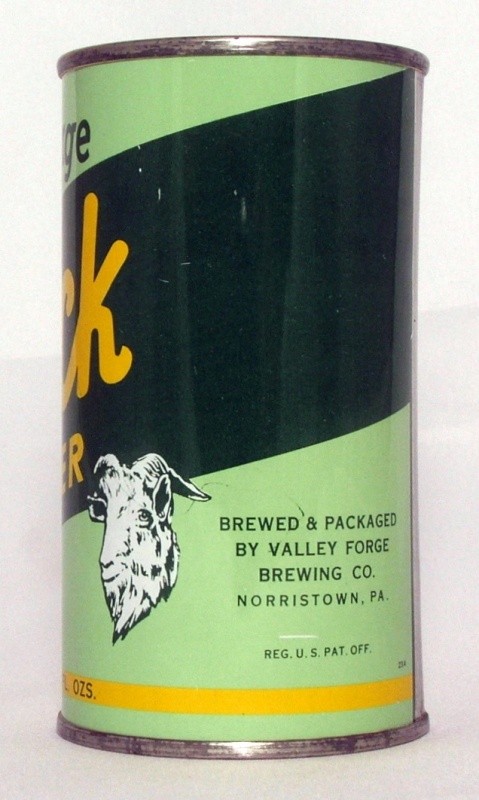 ge
ck
ER
BREWED & PACKAGED
BY VALLEY FORGE
BREWING CO.
NORRISTOWN, PA.
REG. U.S. PAT. OFF.
L. OZS.